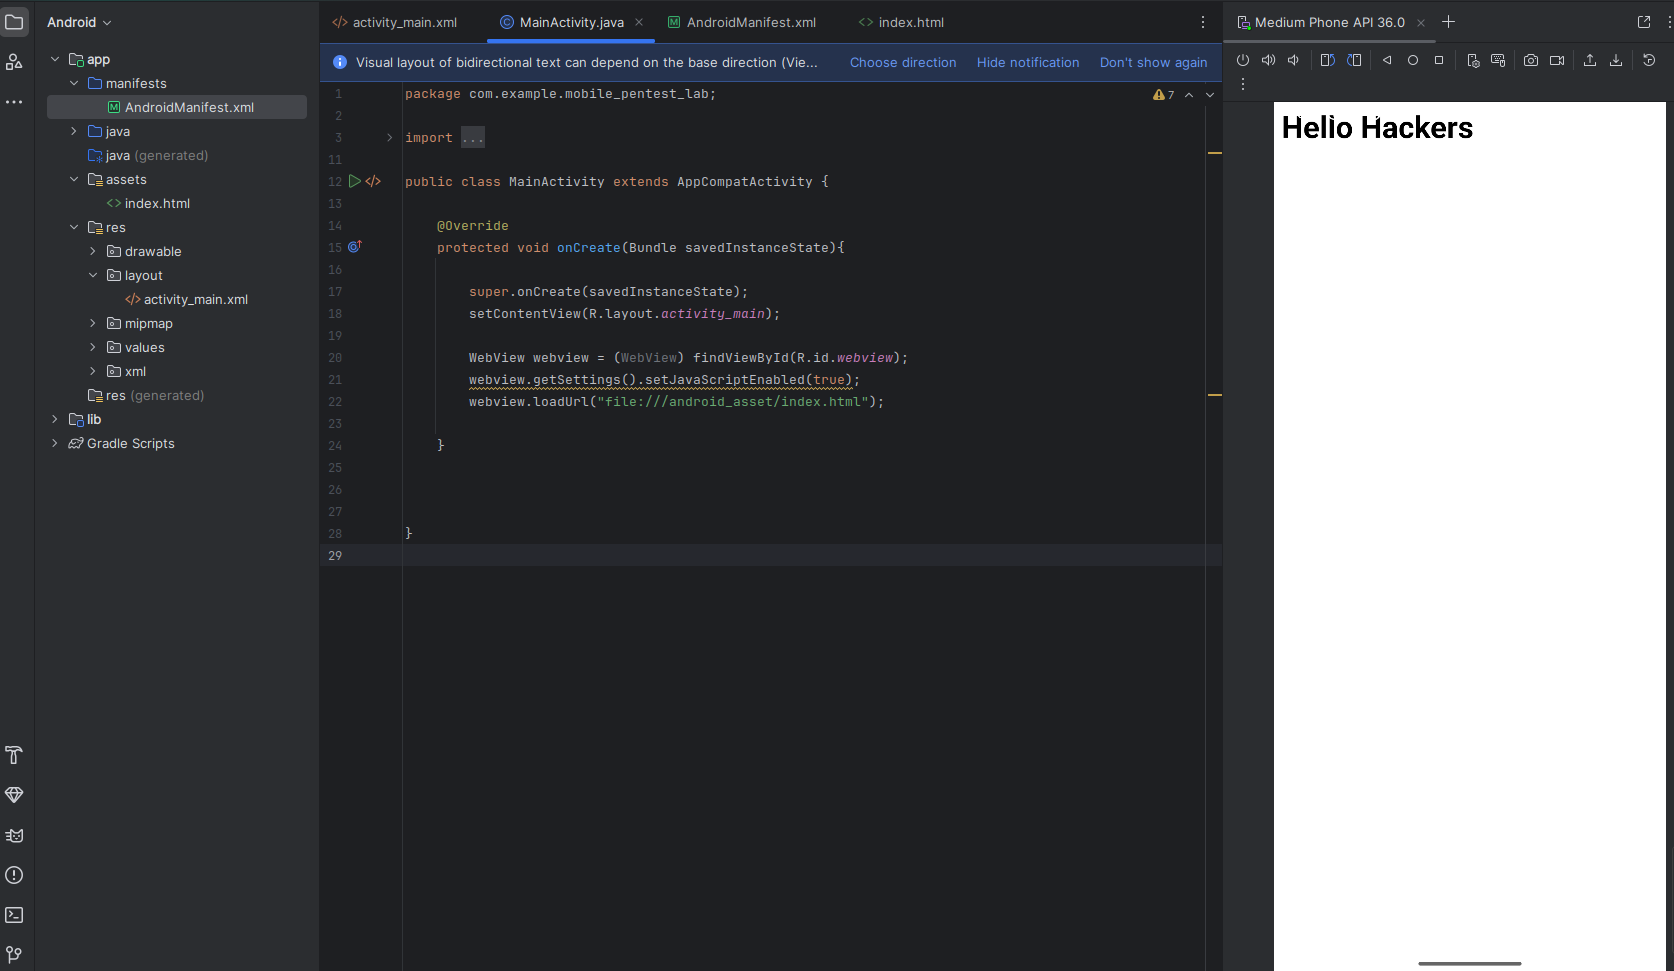 Android
app
manifests
AndroidManifest.xml
java
java (generated)
assets
index.html
res
drawable
layout
activity_main.xml
mipmap
values
xml
res (generated)
lib
Gradle Scripts
activity_main.xml MainActivity.java AndroidManifest.xml index.html
Visual layout of bidirectional text can depend on the base direction (Vie... Choose direction Hide notification Don't show again
7
1 package com.example.mobile_pentest_lab;
2
3 import ...
11
12 public class MainActivity extends AppCompatActivity {
13
14 @Override
15 protected void onCreate(Bundle savedInstanceState){
16
17 super.onCreate(savedInstanceState);
18 setContentView(R.layout.activity_main);
19
20 WebView webview = (WebView) findViewById(R.id.webview);
21 webview.getSettings().setJavaScriptEnabled(true);
22 webview.loadUrl("file:///android_asset/index.html");
23
24 }
25
26
27
28 }
29
Medium Phone API 36.0
Hello Hackers